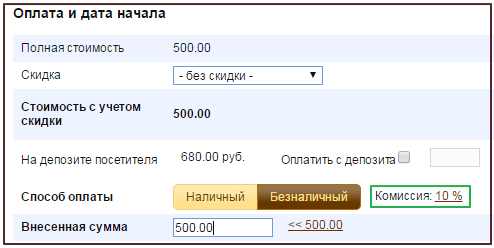 Оплата и дата начала
Полная стоимость 500.00
Скидка - без скидки -
Стоимость с учетом
скидки 500.00
На депозите посетителя 680.00 руб. Оплатить с депозита
Способ оплаты Наличный Безналичный Комиссия: 10 %
Внесенная сумма 500.00 << 500.00